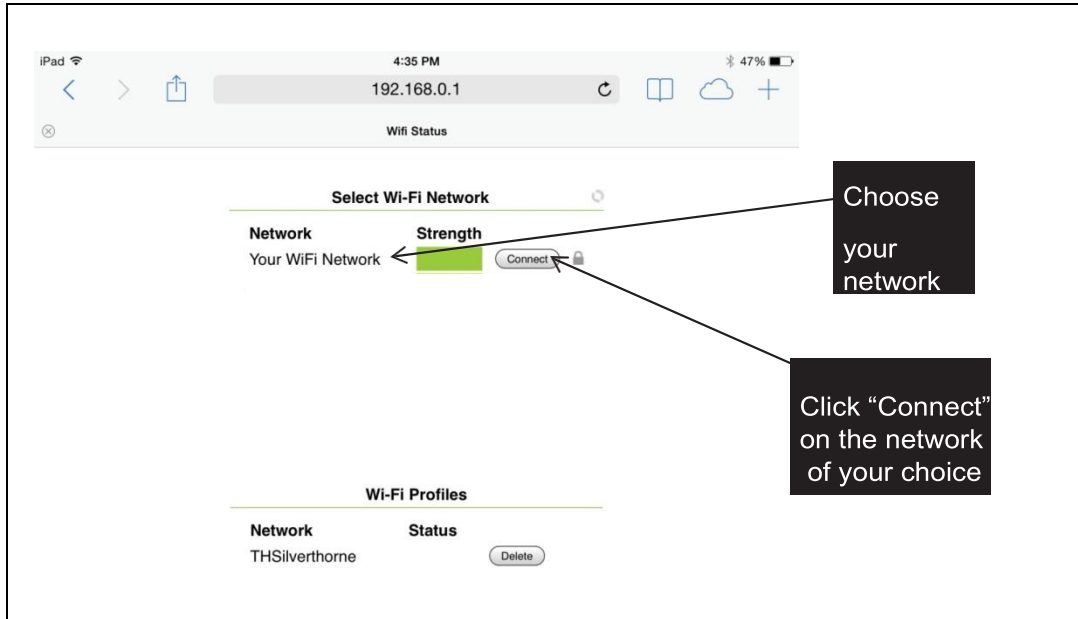 iPad 4:35 PM 47%
192.168.0.1
Wifi Status
Select Wi-Fi Network
Network Strength
Your WiFi Network Connect
Choose
your
network
Click “Connect”
on the network
of your choice
Wi-Fi Profiles
Network Status
THSilverthorne Delete